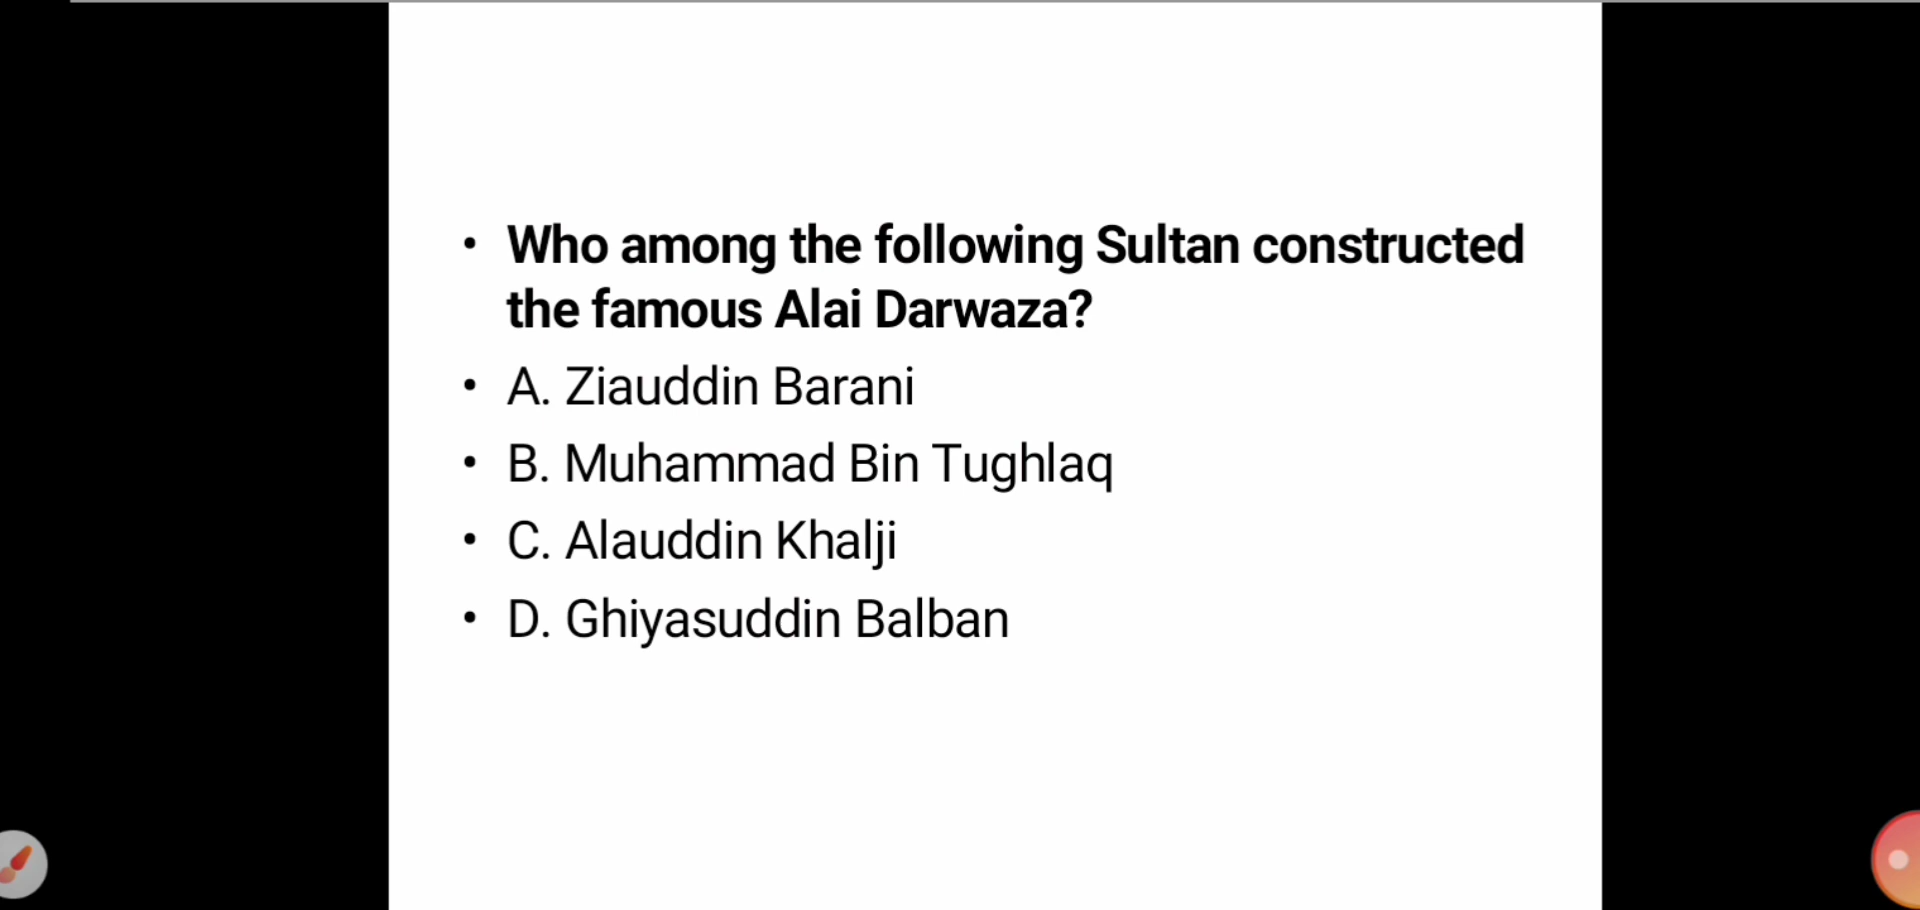 • Who among the following Sultan constructed
the famous Alai Darwaza?
• A. Ziauddin Barani
• B. Muhammad Bin Tughlaq
• C. Alauddin Khalji
• D. Ghiyasuddin Balban